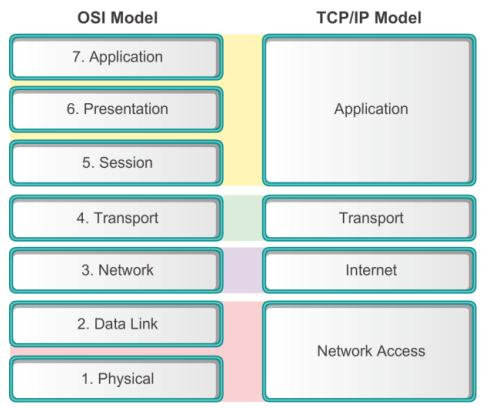 OSI Model
TCP/IP Model
7. Application
6. Presentation
5. Session
Application
4. Transport
Transport
3. Network
Internet
2. Data Link
1. Physical
Network Access